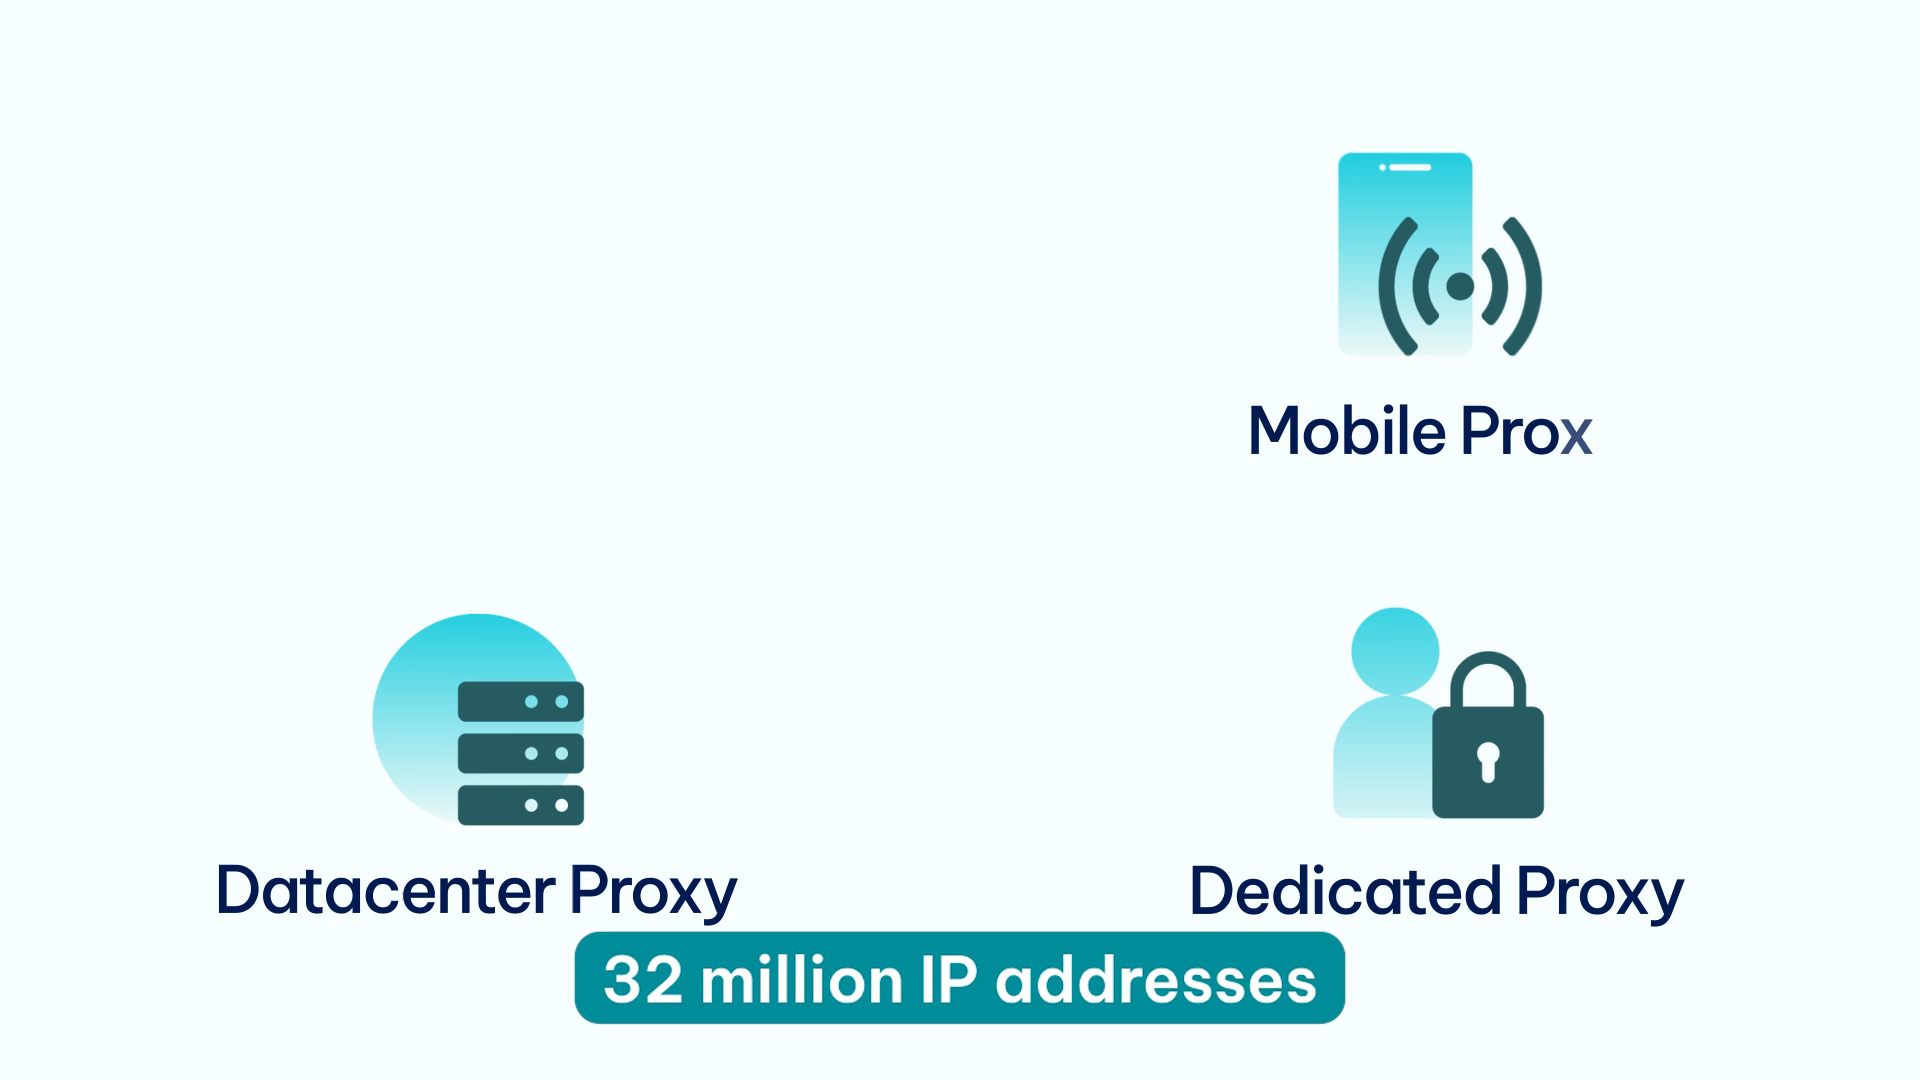 Mobile Prox
Datacenter Proxy
Dedicated Proxy
32 million IP addresses